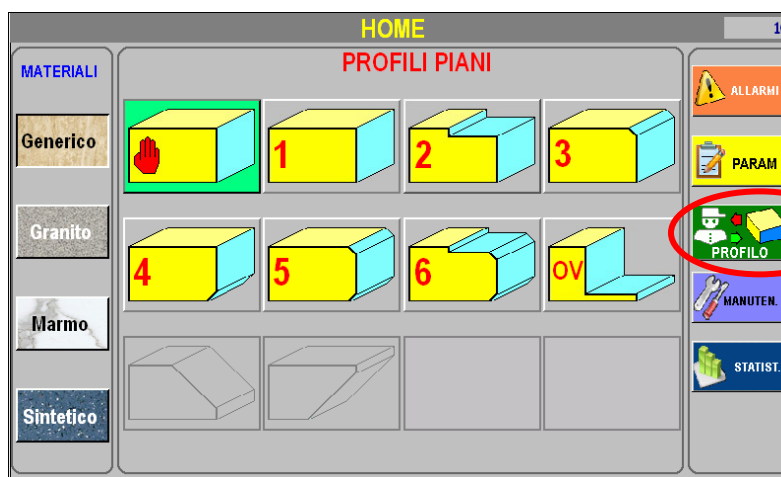 HOME
MATERIALI
Generico
Granito
Marmo
Sintetico
PROFILI PIANI
1
2
3
4
5
6
OV
ALLARMI
PARAM
PROFILO
MANUTEN.
STATIST.